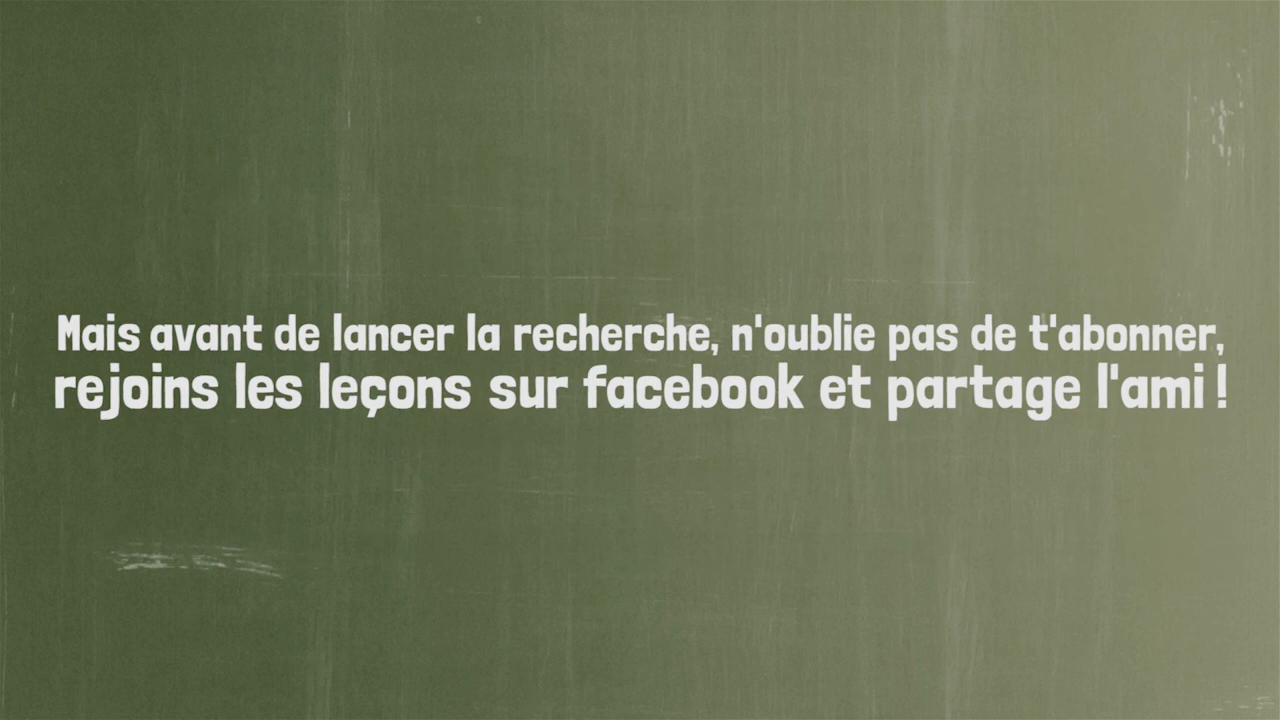 Mais avant de lancer la recherche, n'oublie pas de t'abonner,
rejoins les leçons sur facebook et partage l'ami !